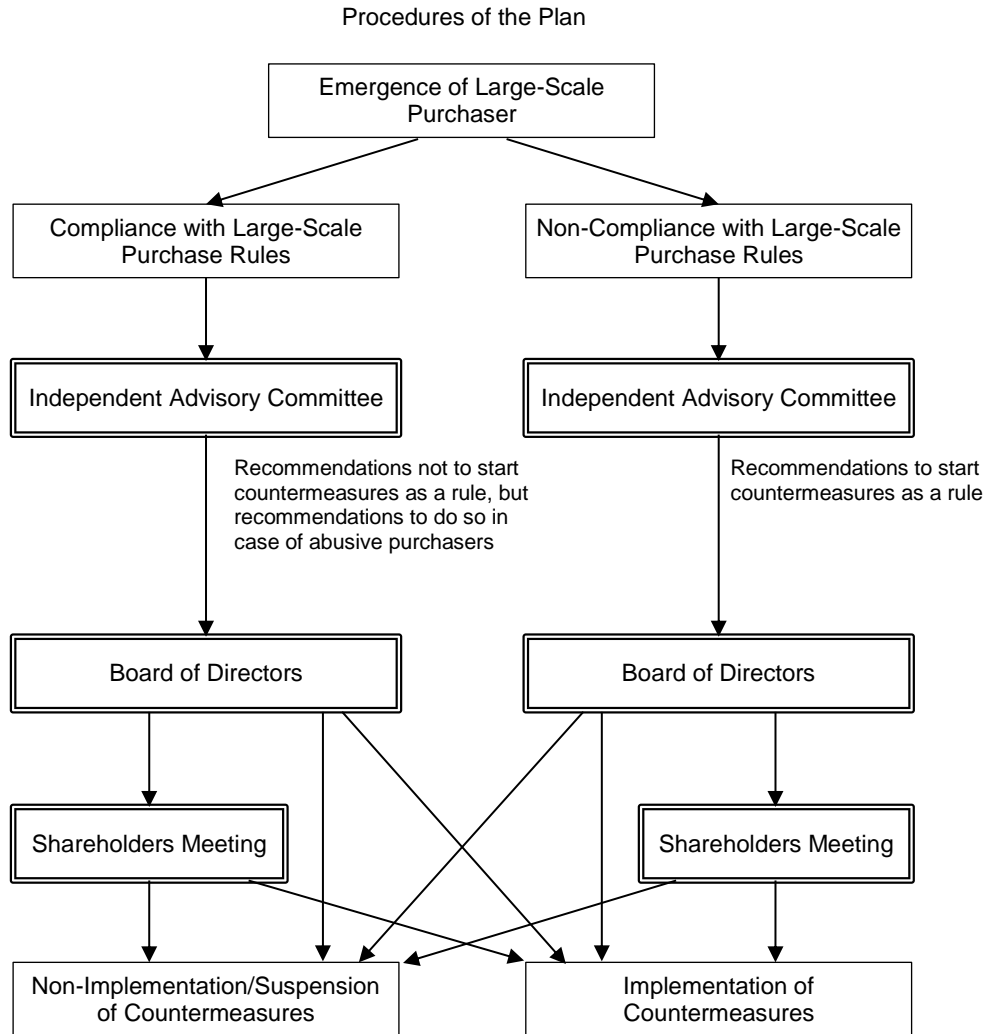 Procedures of the Plan
Emergence of Large-Scale
Purchaser
Compliance with Large-Scale
Purchase Rules
Non-Compliance with Large-Scale
Purchase Rules
Independent Advisory Committee
Independent Advisory Committee
Recommendations not to start
countermeasures as a rule, but
recommendations to do so in
case of abusive purchasers
Recommendations to start
countermeasures as a rule
Board of Directors
Board of Directors
Shareholders Meeting
Shareholders Meeting
Non-Implementation/Suspension
of Countermeasures
Implementation of
Countermeasures